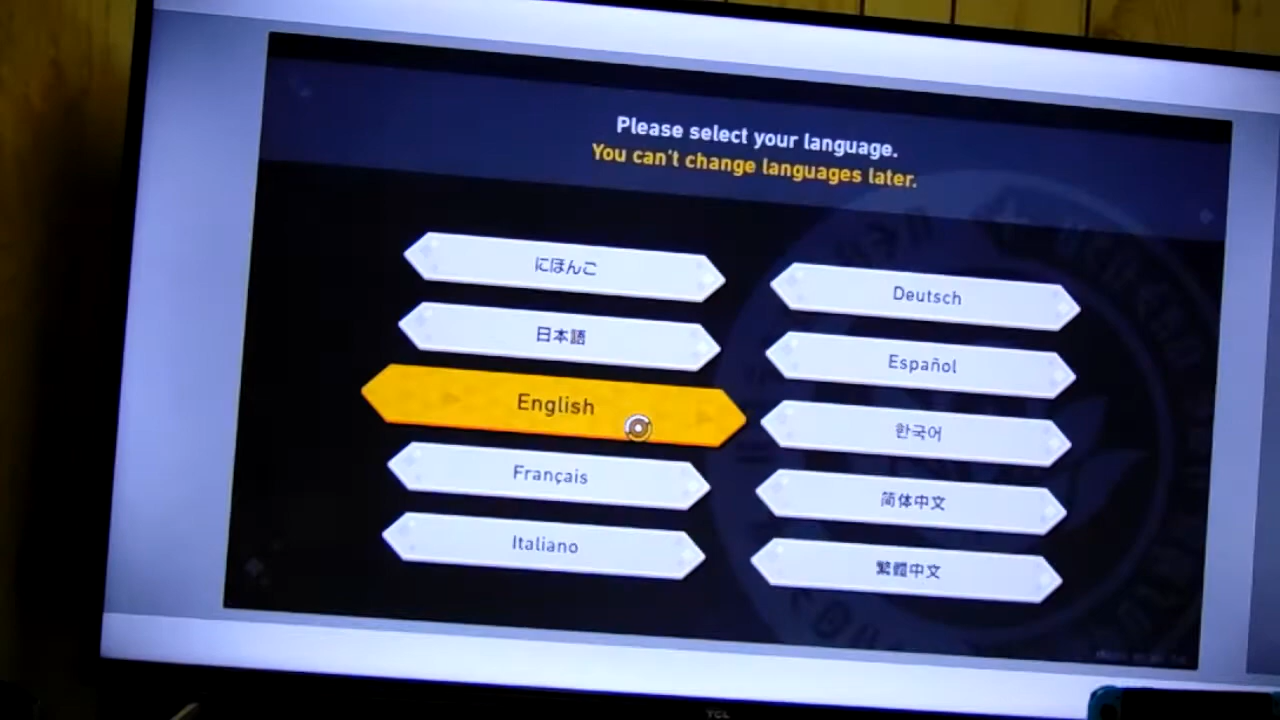 Please select your language.
You can't change languages later.
にほんご
日本語
English
Français
Italiano
Deutsch
Español
한국어
简体中文
繁體中文
TCL